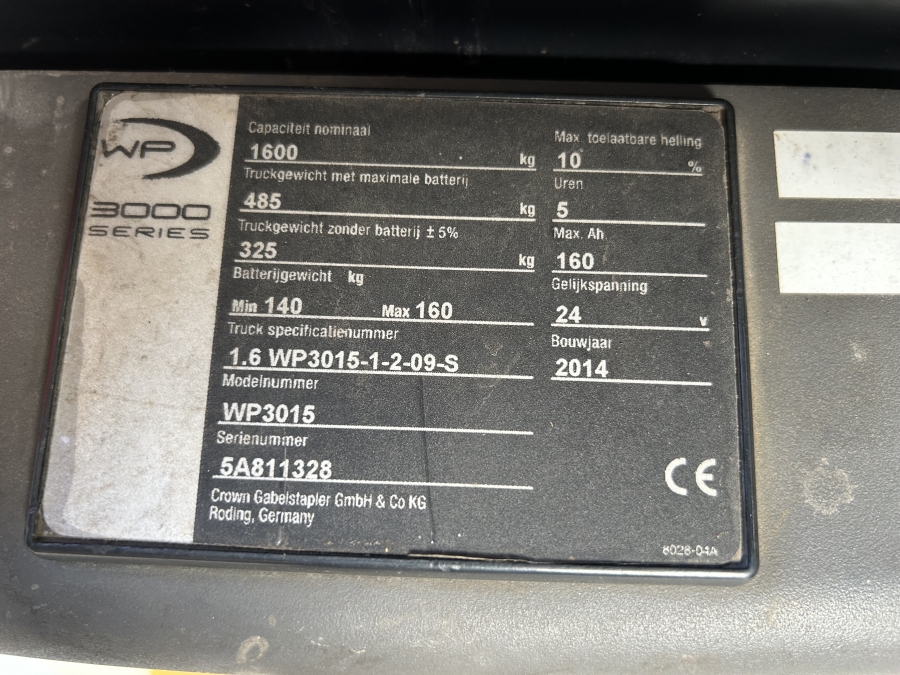 WP
3000
SERIES
Capaciteit nominaal
1600 kg
Truckgewicht met maximale batterij
485 kg
Truckgewicht zonder batterij ± 5%
325 kg
Batterijgewicht kg
Min 140 Max 160
Truck specificatienummer
1.6 WP3015-1-2-09-S
Modelnummer
WP3015
Serienummer
5A811328
Crown Gabelstapler GmbH & Co KG
Roding, Germany
Max. toelaatbare helling
10 %
Uren
5
Max. Ah
160
Gelijkspanning
24 v
Bouwjaar
2014
CE
8028-04A